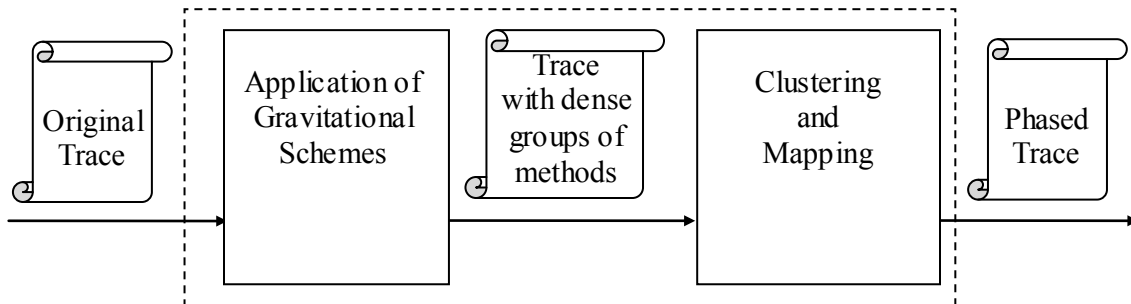 Original
Trace
Application of
Gravitational
Schemes
Trace
with dense
groups of
methods
Clustering
and
Mapping
Phased
Trace